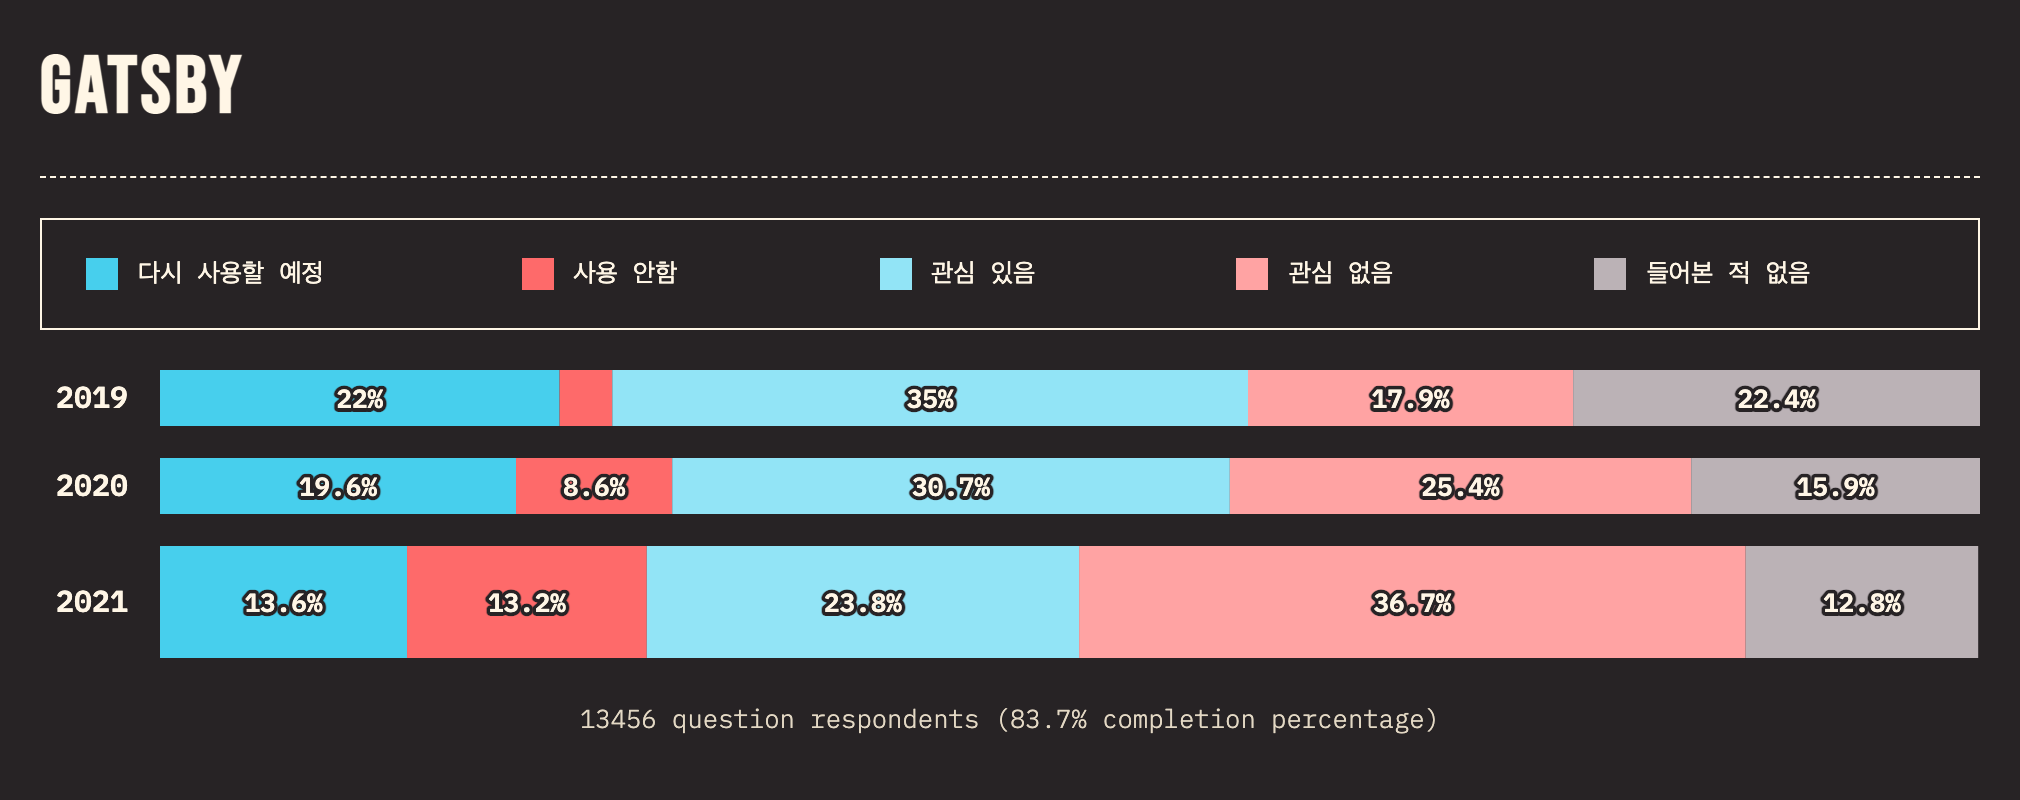 GATSBY
다시 사용할 예정 사용 안함 관심 있음 관심 없음 들어본 적 없음
2019 22% 35% 17.9% 22.4%
2020 19.6% 8.6% 30.7% 25.4% 15.9%
2021 13.6% 13.2% 23.8% 36.7% 12.8%
13456 question respondents (83.7% completion percentage)